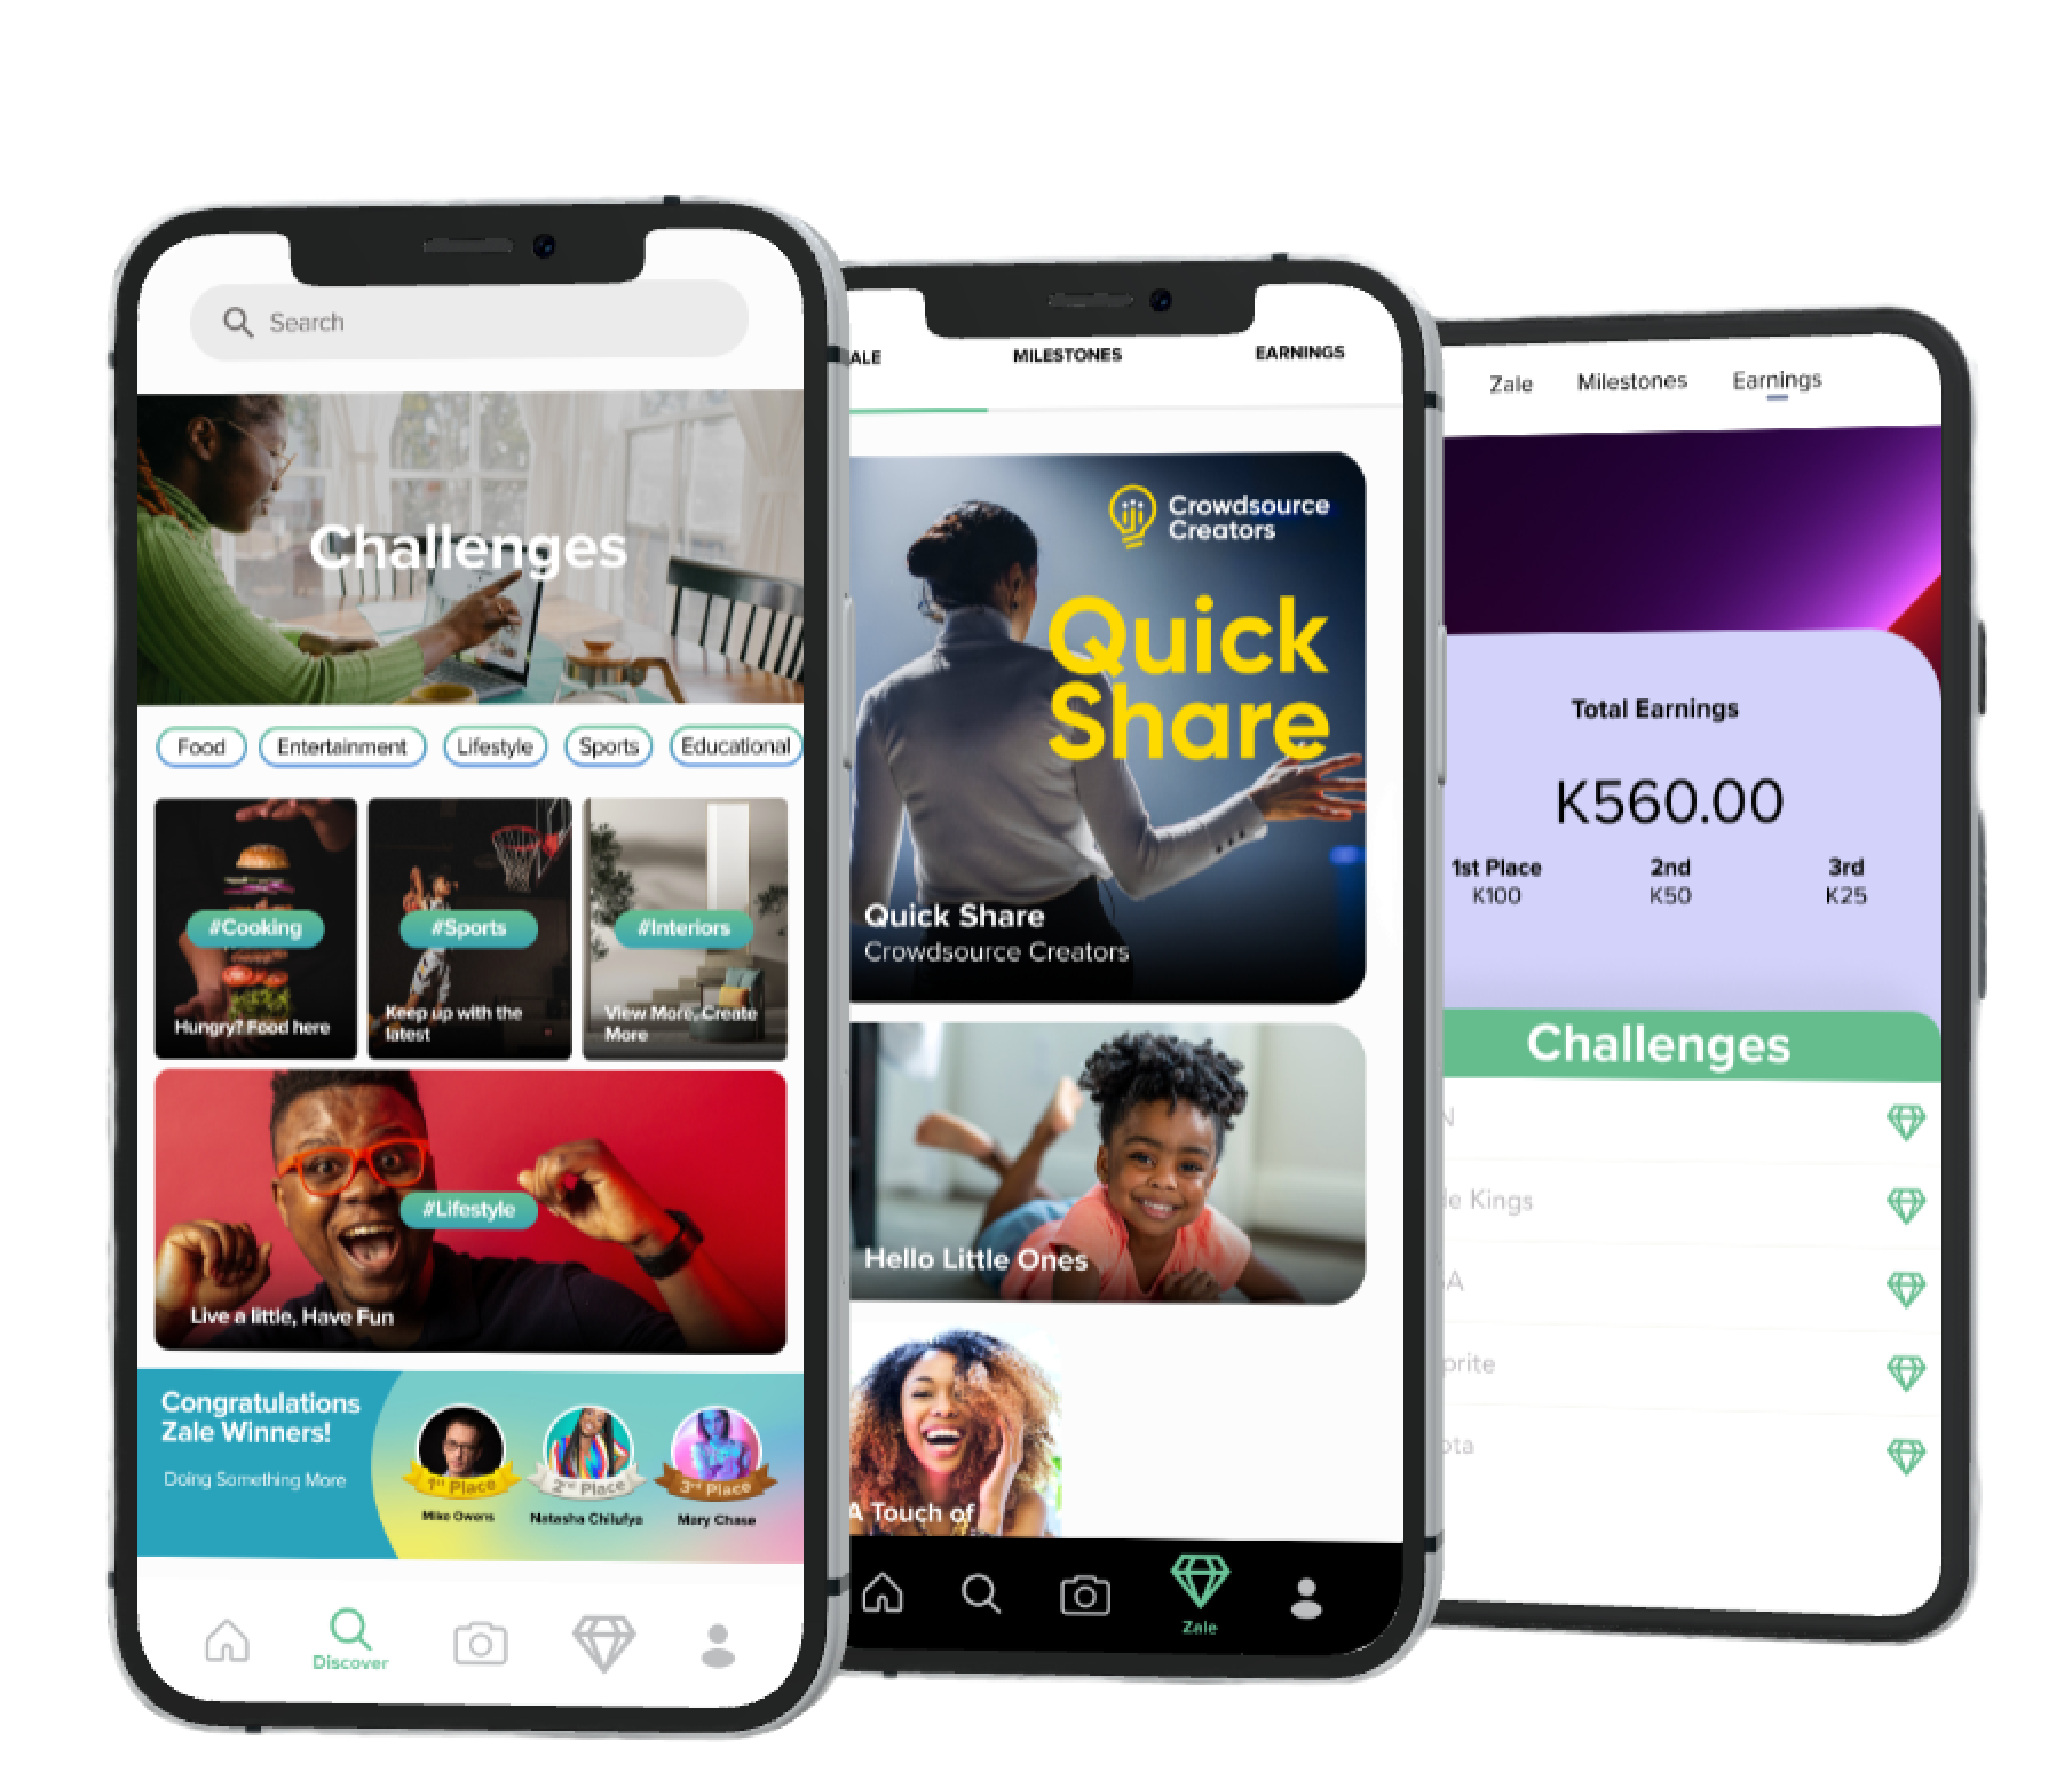 Search
Challenges
Food
Entertainment
Lifestyle
Sports
Educational
#Cooking
Hungry? Food here
#Sports
Keep up with the
latest
#Interiors
View More, Create
More
#Lifestyle
Live a little, Have Fun
Congratulations
Zale Winners!
Doing Something More
1st Place
Mike Owens
2nd Place
Natasha Chilufya
3rd Place
Mary Chase
Discover
ALE
MILESTONES
EARNINGS
Crowdsource
Creators
Quick
Share
Quick Share
Crowdsource Creators
Hello Little Ones
A Touch of
Zale
Zale
Milestones
Earnings
Total Earnings
K560.00
1st Place
2nd
3rd
K100
K50
K25
Challenges
N
de Kings
SA
prite
ota